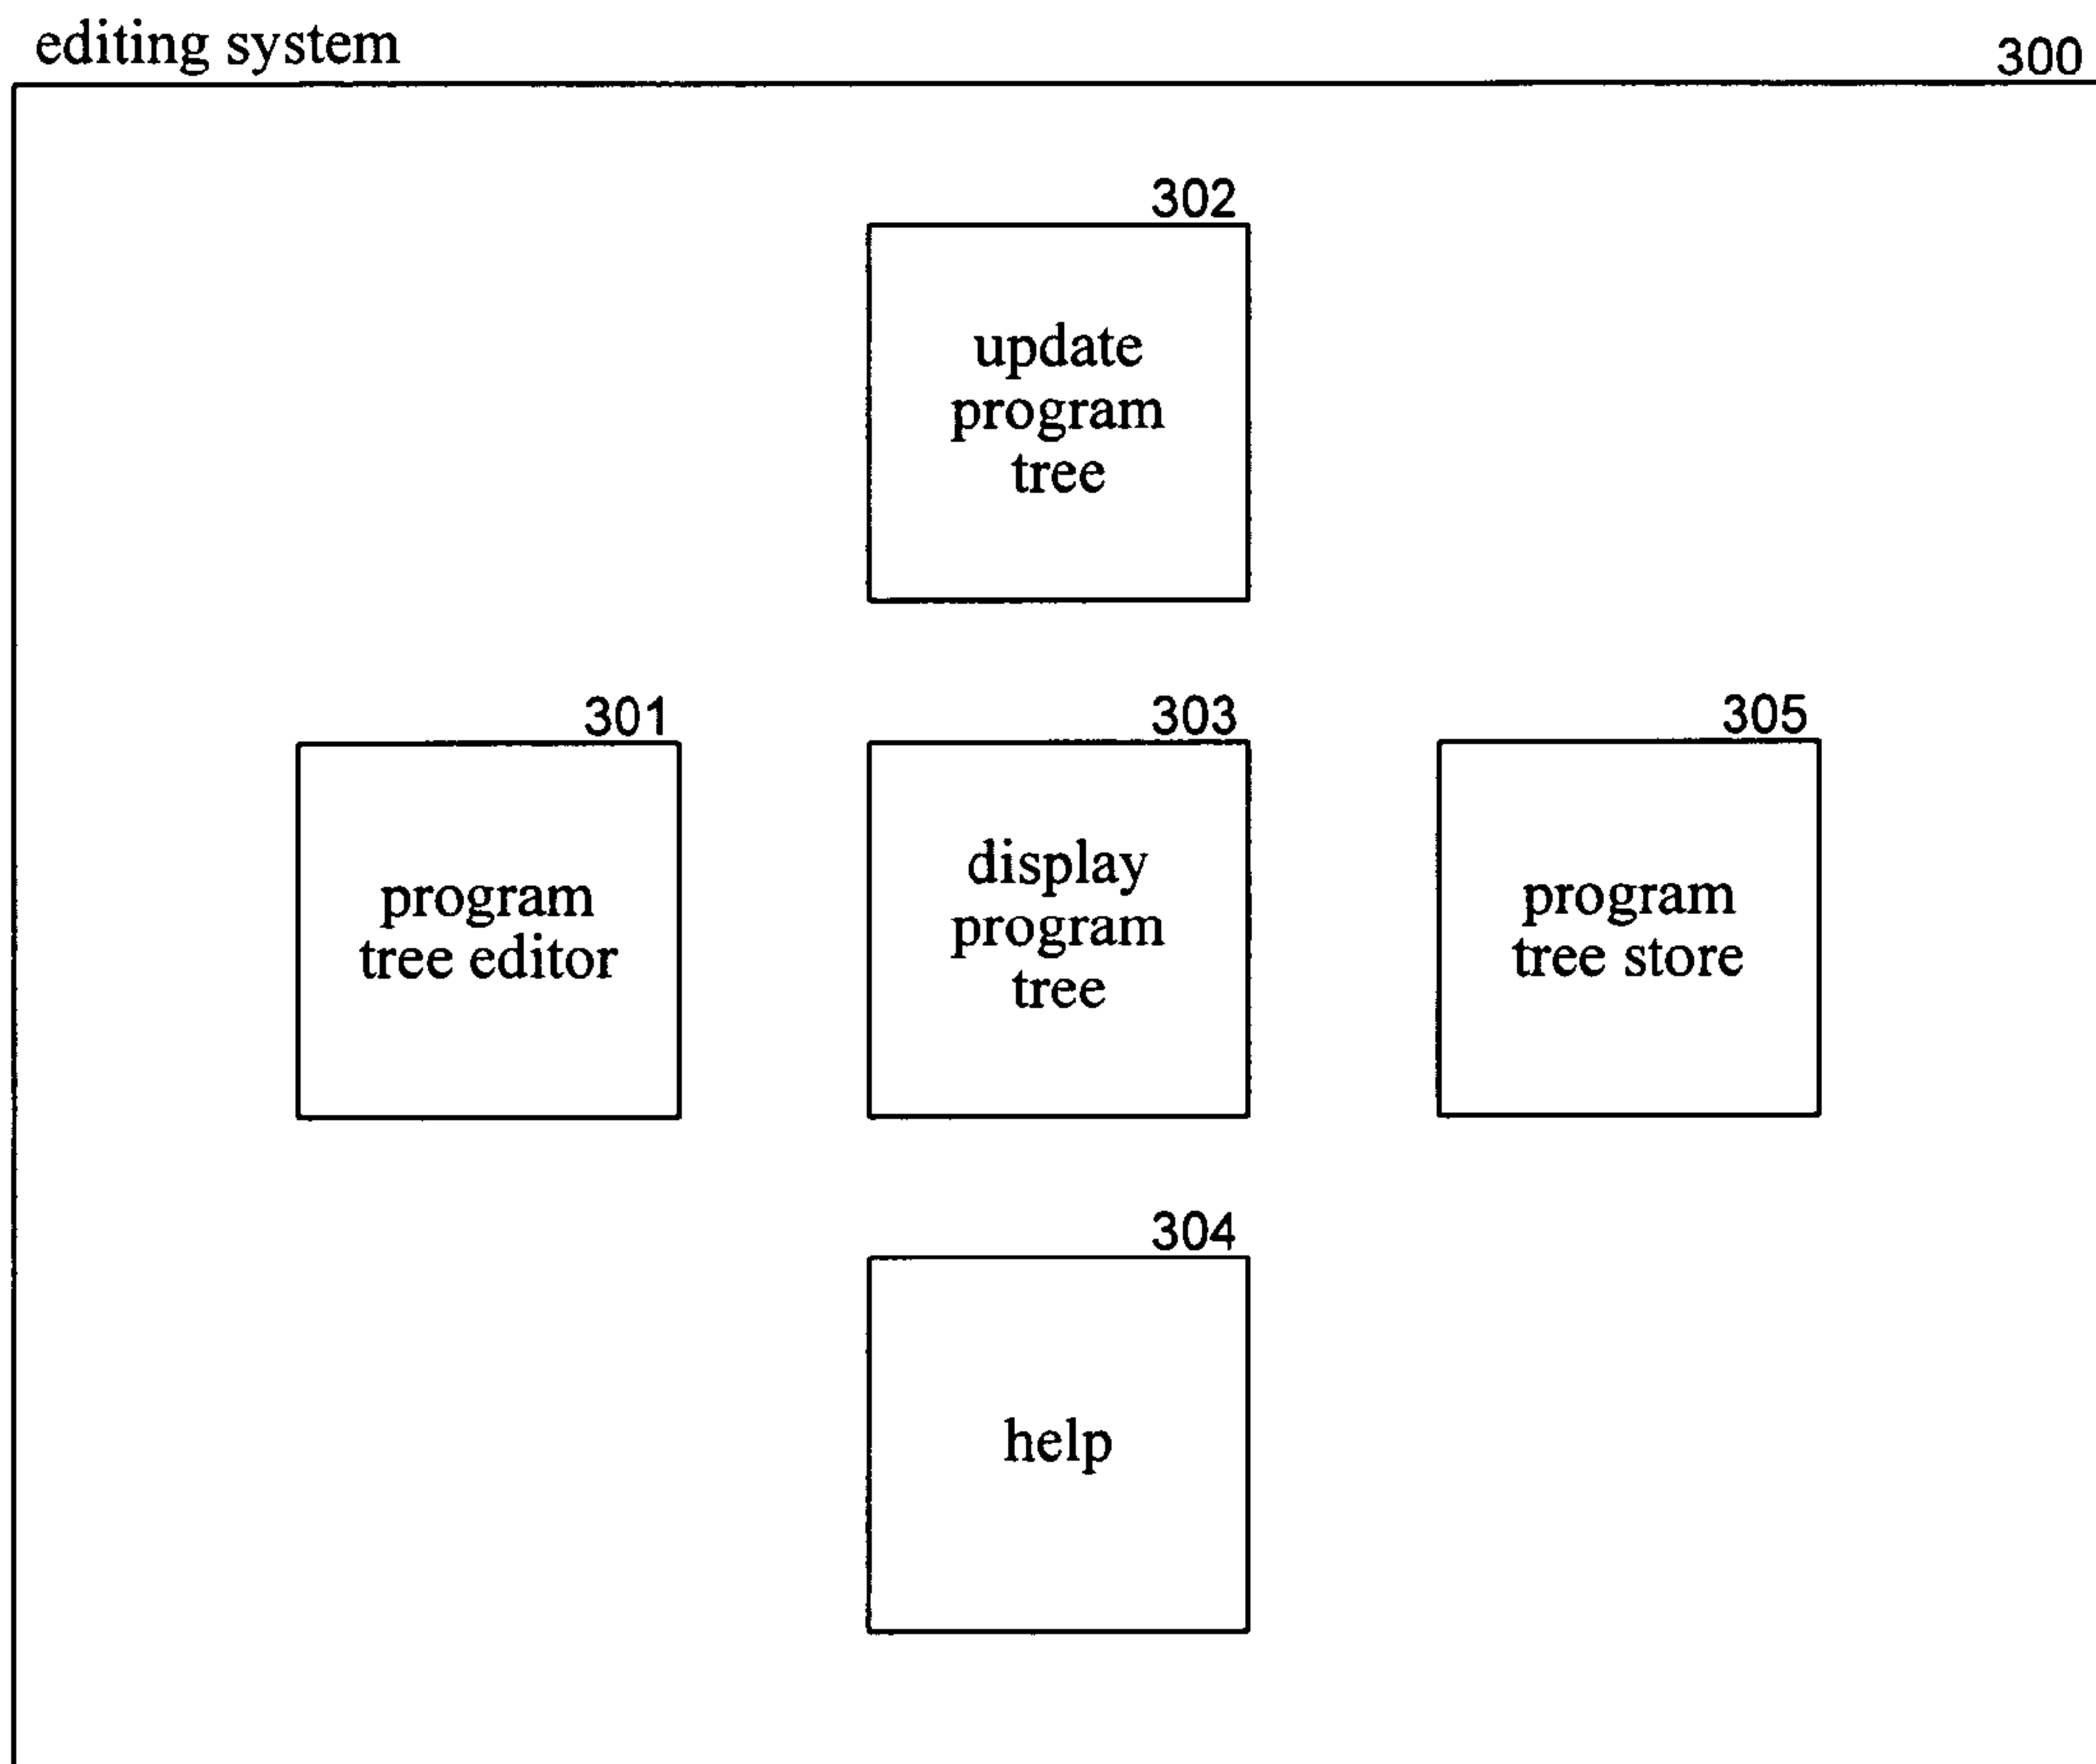 editing system
300
302
update
program
tree
301
program
tree editor
303
display
program
tree
305
program
tree store
304
help